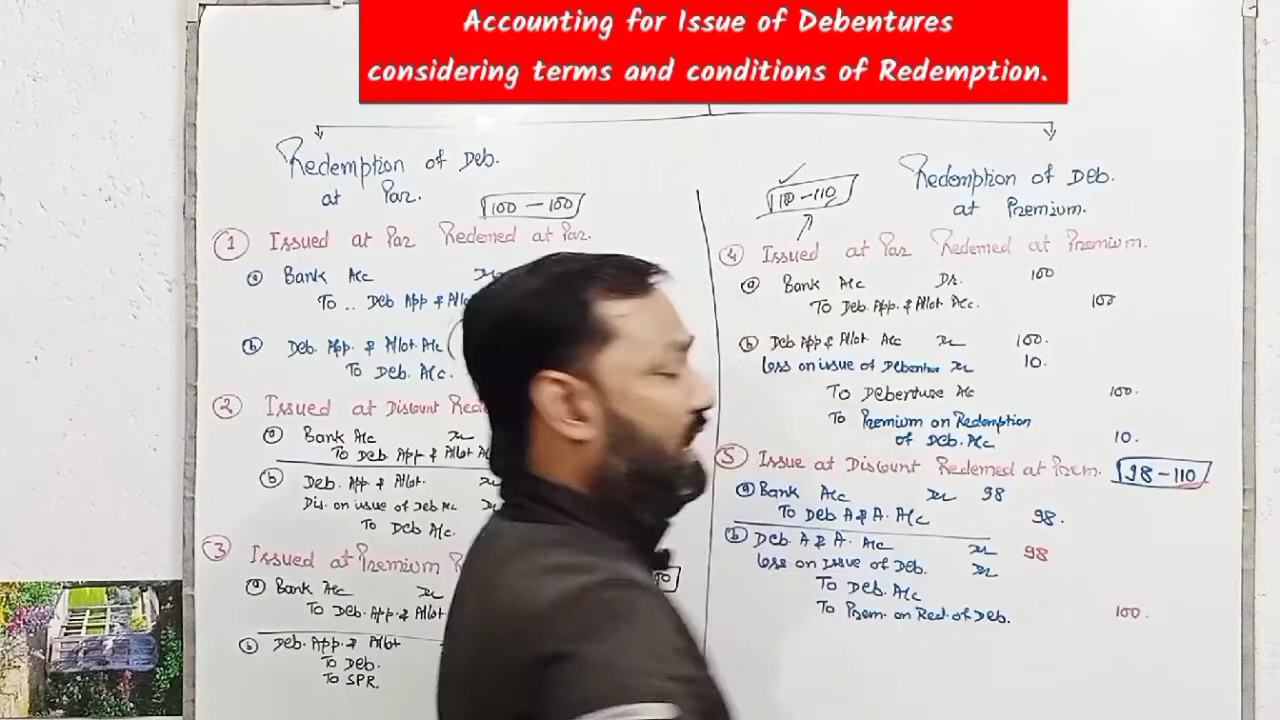 Accounting for Issue of Debentures
considering terms and conditions of Redemption.
Redemption of Deb.
at Par.
100 - 100
① Issued at Par Redemed at Par.
ⓐ Bank A/c
To .. Deb App & Allo
ⓑ Deb. App. & Allot. A/c
To Deb. A/c.
② Issued at Discount Red
ⓐ Bank A/c
To Deb App & Allot A
ⓑ Deb. App & Allot.
Dis. on issue of Deb A/c
To Deb A/c.
③ Issued at Premium R
ⓐ Bank A/c
To Deb. App. & Allot
ⓑ Deb. App. & Allot
To Deb.
To SPR.
Redemption of Deb.
at Premium.
④ Issued at Par Redemed at Premium.
ⓐ Bank A/c Dr. 100
To Deb. App. & Allot A/c. 100
ⓑ Deb App & Allot A/c Dr 100.
Loss on issue of Debenture Dr 10.
To Debenture A/c 100.
To Premium on Redemption
of Deb. A/c 10.
⑤ Issue at Discount Redemed at Prem. 98 - 110
ⓐ Bank A/c Dr 98
To Deb A & A. A/c 98.
ⓑ Deb. A & A. A/c Dr 98
Loss on Issue of Deb. Dr
To Deb. A/c
To Prem. on Red. of Deb. 100.